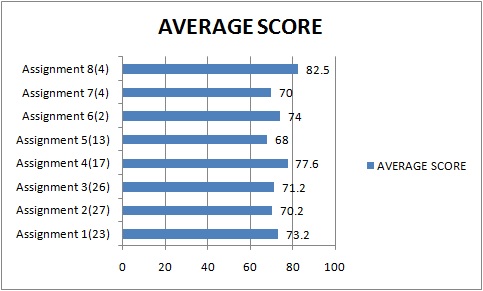 AVERAGE SCORE
Assignment 8(4) 82.5
Assignment 7(4) 70
Assignment 6(2) 74
Assignment 5(13) 68
Assignment 4(17) 77.6
Assignment 3(26) 71.2
Assignment 2(27) 70.2
Assignment 1(23) 73.2
0 20 40 60 80 100
AVERAGE SCORE